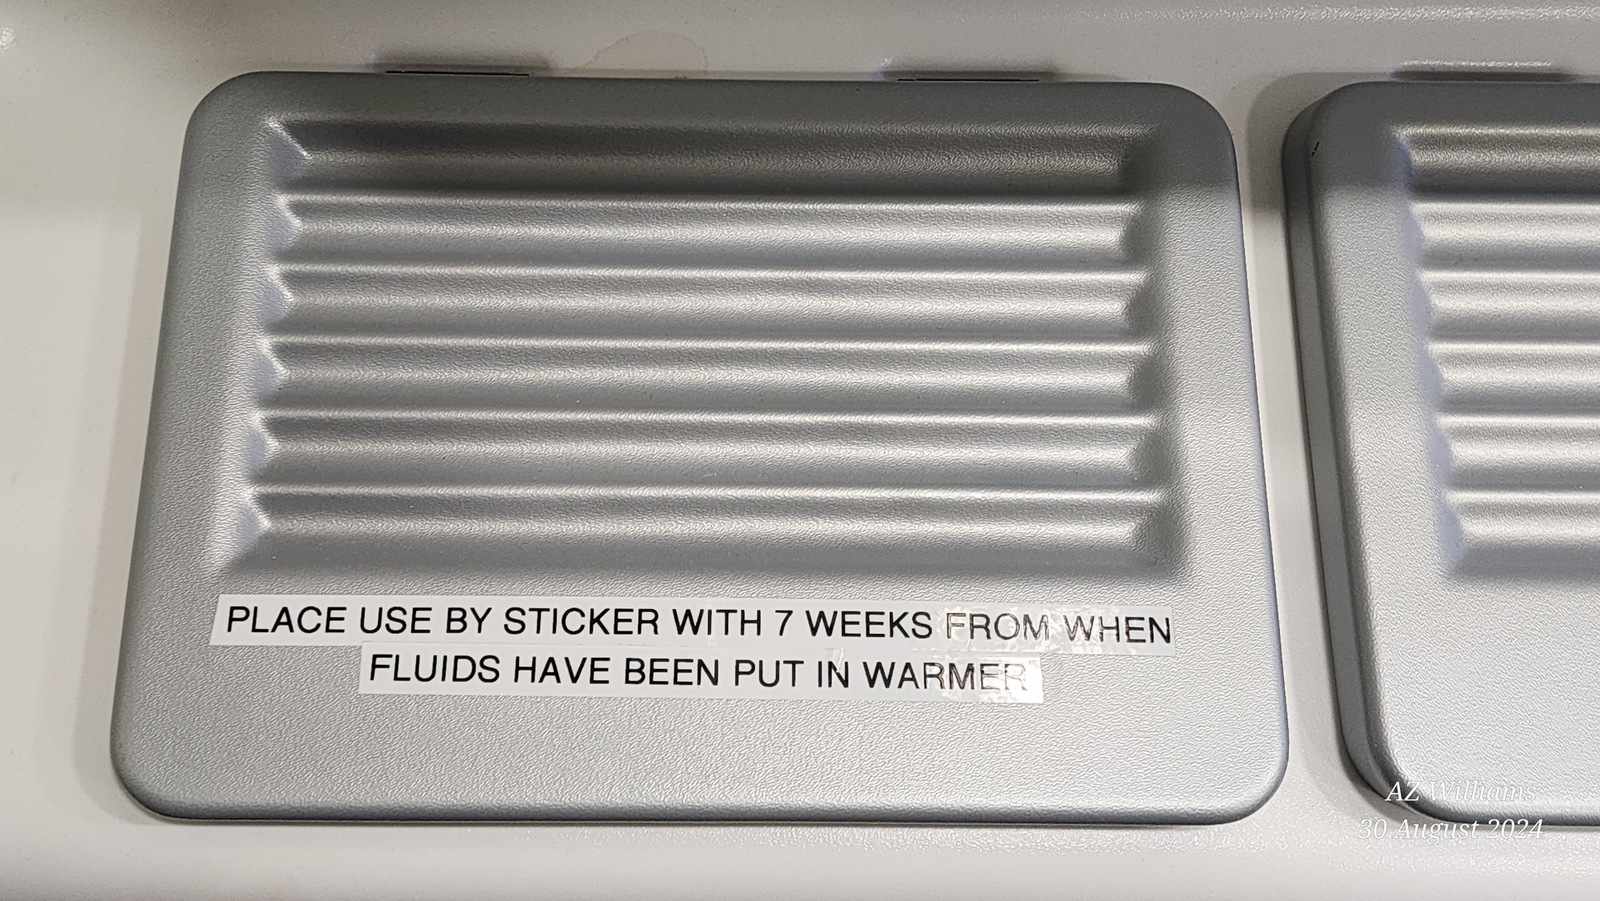 PLACE USE BY STICKER WITH 7 WEEKS FROM WHEN
FLUIDS HAVE BEEN PUT IN WARMER
AZ Williams
30 August 2024